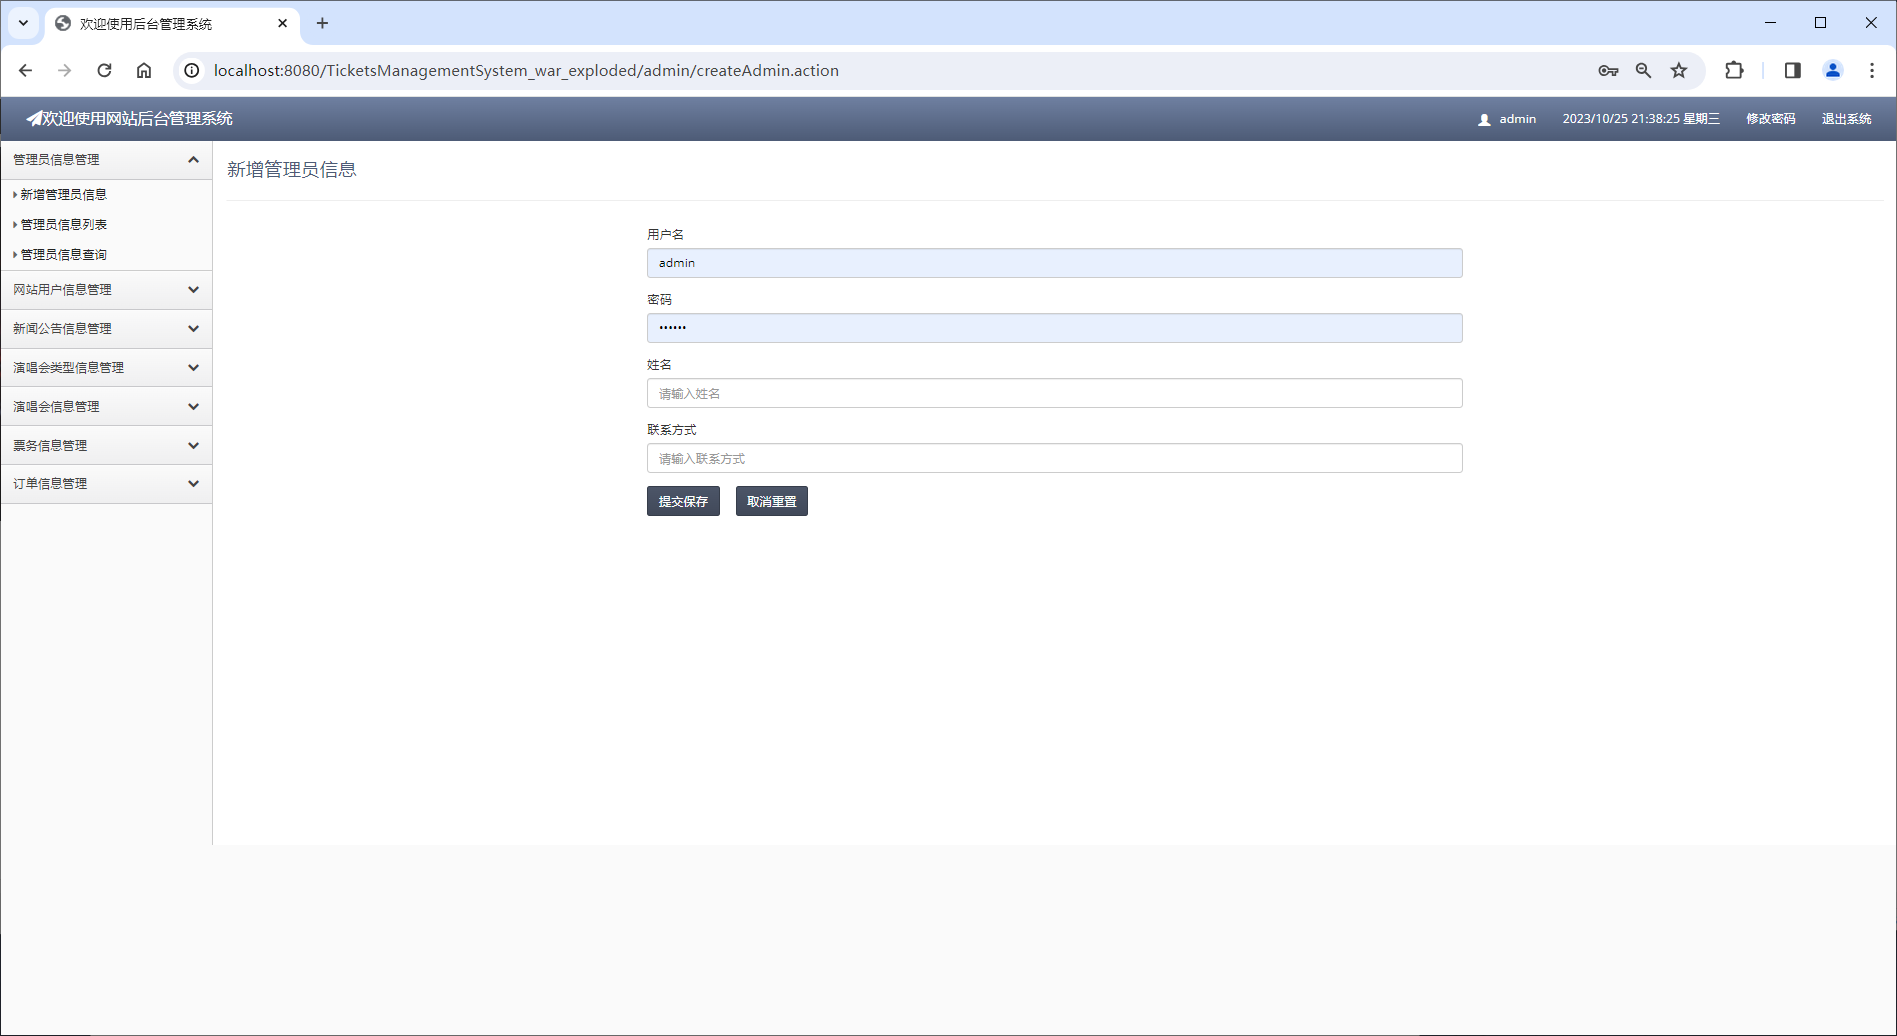 欢迎使用后台管理系统
localhost:8080/TicketsManagementSystem_war_exploded/admin/createAdmin.action
欢迎使用网站后台管理系统
admin 2023/10/25 21:38:25 星期三 修改密码 退出系统
管理员信息管理
新增管理员信息
管理员信息列表
管理员信息查询
网站用户信息管理
新闻公告信息管理
演唱会类型信息管理
演唱会信息管理
票务信息管理
订单信息管理
新增管理员信息
用户名
admin
密码
••••••
姓名
请输入姓名
联系方式
请输入联系方式
提交保存 取消重置